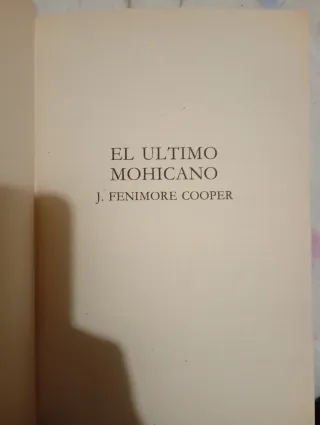 EL ULTIMO
MOHICANO
J. FENIMORE COOPER